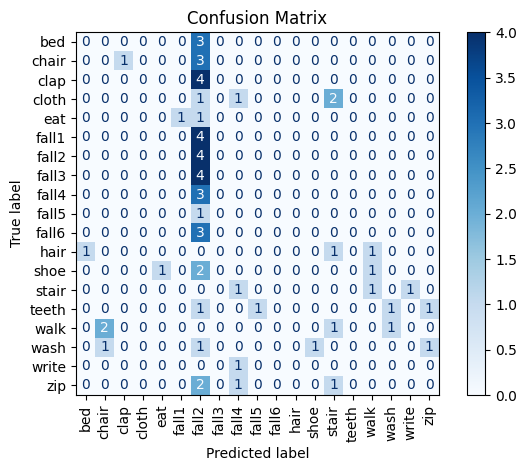 Confusion Matrix
True label
bed 0 0 0 0 0 0 3 0 0 0 0 0 0 0 0 0 0 0 0
chair 0 0 1 0 0 0 3 0 0 0 0 0 0 0 0 0 0 0 0
clap 0 0 0 0 0 0 4 0 0 0 0 0 0 0 0 0 0 0 0
cloth 0 0 0 0 0 0 1 0 1 0 0 0 0 2 0 0 0 0 0
eat 0 0 0 0 0 1 1 0 0 0 0 0 0 0 0 0 0 0 0
fall1 0 0 0 0 0 0 4 0 0 0 0 0 0 0 0 0 0 0 0
fall2 0 0 0 0 0 0 4 0 0 0 0 0 0 0 0 0 0 0 0
fall3 0 0 0 0 0 0 4 0 0 0 0 0 0 0 0 0 0 0 0
fall4 0 0 0 0 0 0 3 0 0 0 0 0 0 0 0 0 0 0 0
fall5 0 0 0 0 0 0 1 0 0 0 0 0 0 0 0 0 0 0 0
fall6 0 0 0 0 0 0 3 0 0 0 0 0 0 0 0 0 0 0 0
hair 1 0 0 0 0 0 0 0 0 0 0 0 0 1 0 1 0 0 0
shoe 0 0 0 0 1 0 2 0 0 0 0 0 0 0 0 1 0 0 0
stair 0 0 0 0 0 0 0 0 1 0 0 0 0 0 0 1 0 1 0
teeth 0 0 0 0 0 0 1 0 0 1 0 0 0 0 0 0 1 0 1
walk 0 2 0 0 0 0 0 0 0 0 0 0 0 1 0 0 1 0 0
wash 0 1 0 0 0 0 1 0 0 0 0 0 1 0 0 0 0 0 1
write 0 0 0 0 0 0 0 0 1 0 0 0 0 0 0 0 0 0 0
zip 0 0 0 0 0 0 2 0 1 0 0 0 0 1 0 0 0 0 0
bed chair clap cloth eat fall1 fall2 fall3 fall4 fall5 fall6 hair shoe stair teeth walk wash write zip
Predicted label
4.0
3.5
3.0
2.5
2.0
1.5
1.0
0.5
0.0